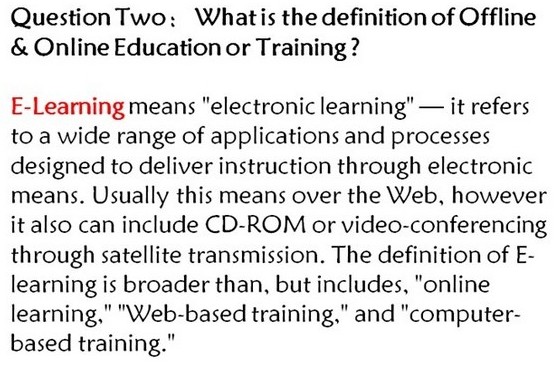 Question Two： What is the definition of Offline
& Online Education or Training？
E-Learning means "electronic learning" — it refers
to a wide range of applications and processes
designed to deliver instruction through electronic
means. Usually this means over the Web, however
it also can include CD-ROM or video-conferencing
through satellite transmission. The definition of E-
learning is broader than, but includes, "online
learning," "Web-based training," and "computer-
based training."